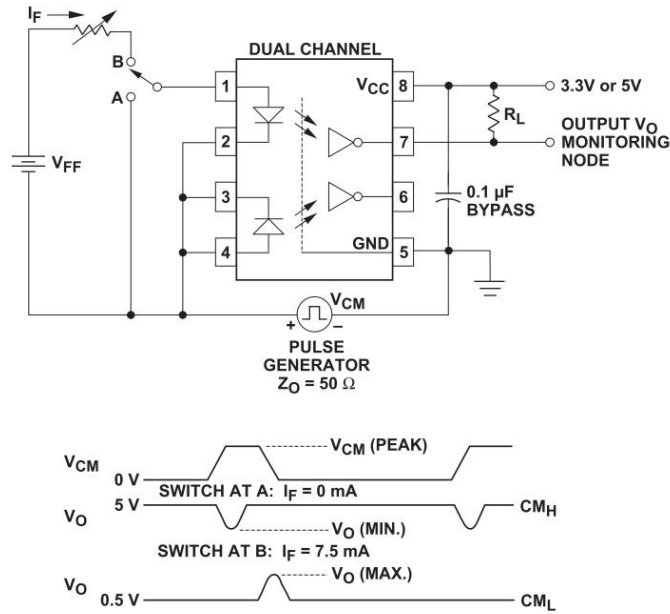 I_F
DUAL CHANNEL
B
A
1
2
3
4
V_CC
8
7
6
GND
5
3.3V or 5V
R_L
OUTPUT V_O
MONITORING
NODE
0.1 µF
BYPASS
V_FF
V_CM
+
–
PULSE
GENERATOR
Z_O = 50 Ω
V_CM
0 V
V_CM (PEAK)
SWITCH AT A: I_F = 0 mA
V_O
5 V
CM_H
V_O (MIN.)
SWITCH AT B: I_F = 7.5 mA
V_O (MAX.)
V_O
0.5 V
CM_L